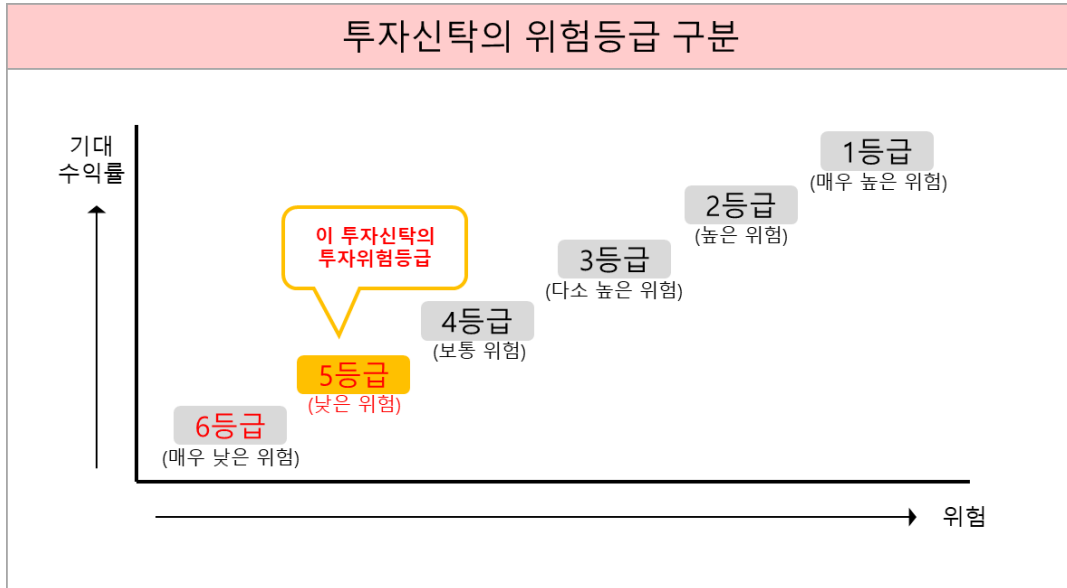 투자신탁의 위험등급 구분
기대
수익률
1등급
(매우 높은 위험)
2등급
(높은 위험)
이 투자신탁의
투자위험등급
3등급
(다소 높은 위험)
4등급
(보통 위험)
5등급
(낮은 위험)
6등급
(매우 낮은 위험)
위험